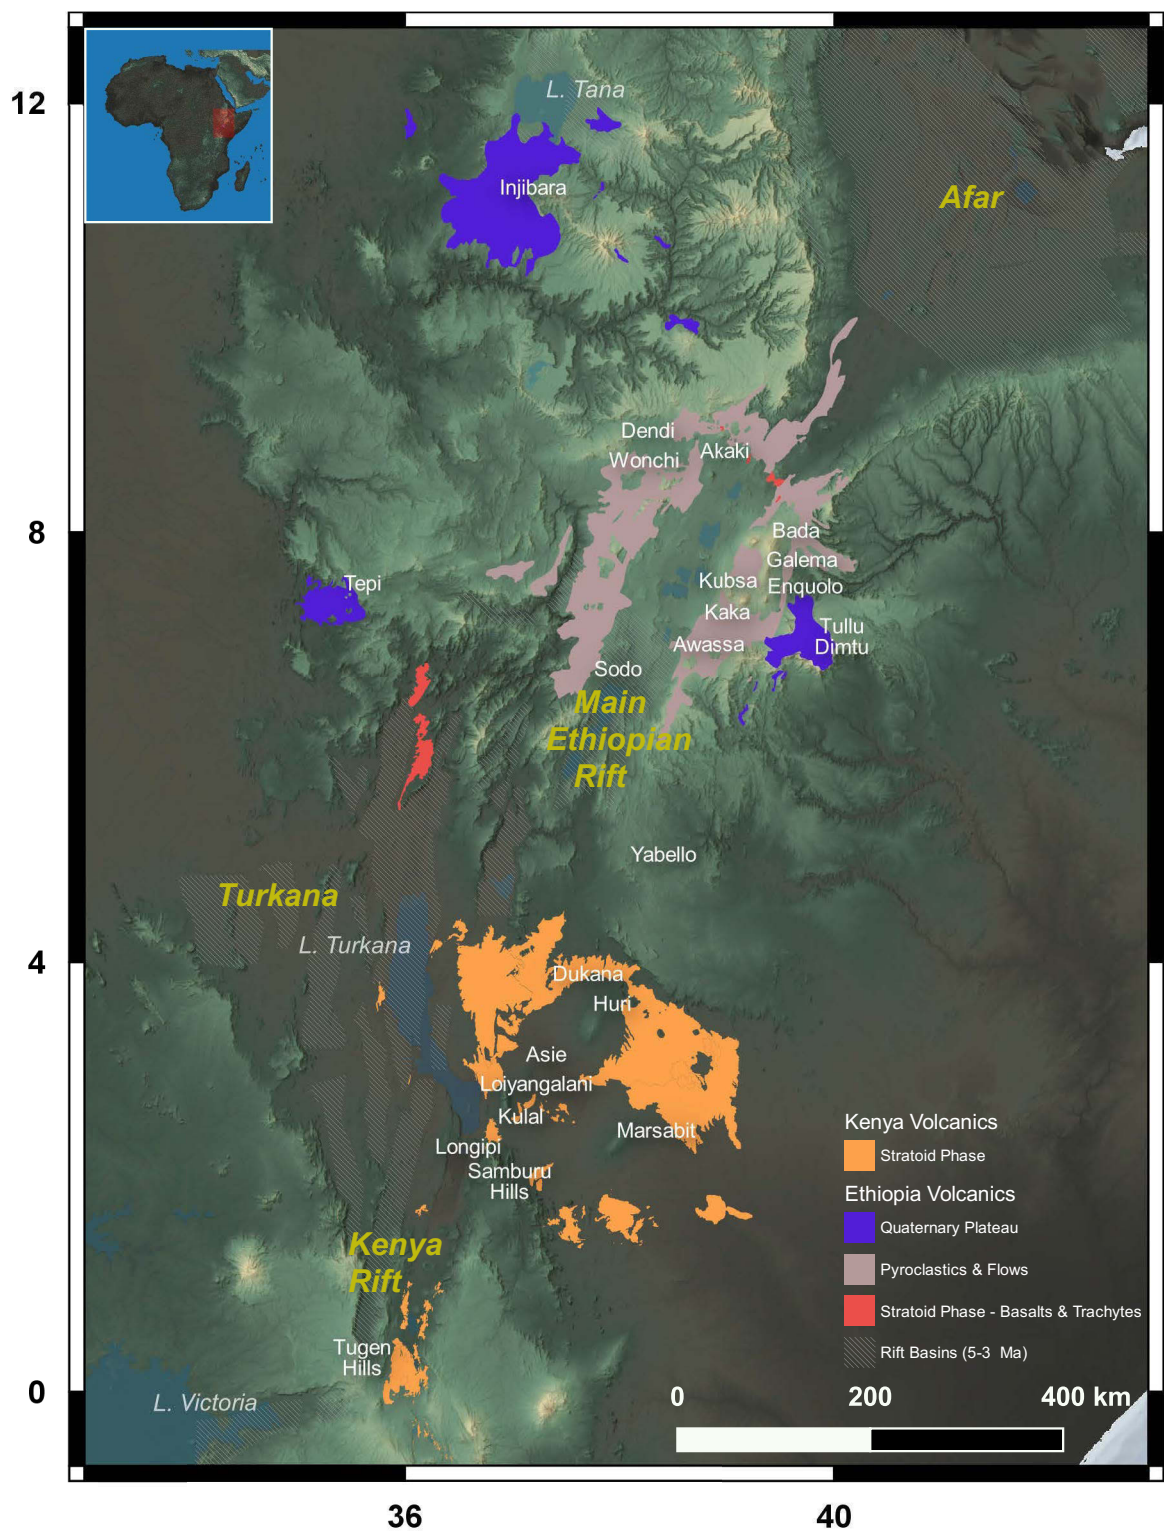 12
L. Tana
Injibara
Afar
Dendi
Akaki
Wonchi
8
Bada
Galema
Kubsa
Enquolo
Tepi
Kaka
Tullu
Dimtu
Awassa
Sodo
Main
Ethiopian
Rift
Yabello
Turkana
L. Turkana
4
Dukana
Huri
Asie
Loiyangalani
Kulal
Marsabit
Longipi
Samburu
Hills
Kenya
Rift
Tugen
Hills
0
L. Victoria
Kenya Volcanics
Stratoid Phase
Ethiopia Volcanics
Quaternary Plateau
Pyroclastics & Flows
Stratoid Phase - Basalts & Trachytes
Rift Basins (5-3 Ma)
0 200 400 km
36 40